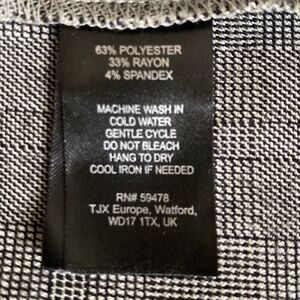 63% POLYESTER
33% RAYON
4% SPANDEX
MACHINE WASH IN
COLD WATER
GENTLE CYCLE
DO NOT BLEACH
HANG TO DRY
COOL IRON IF NEEDED
RN# 59478
TJX Europe, Watford,
WD17 1TX, UK